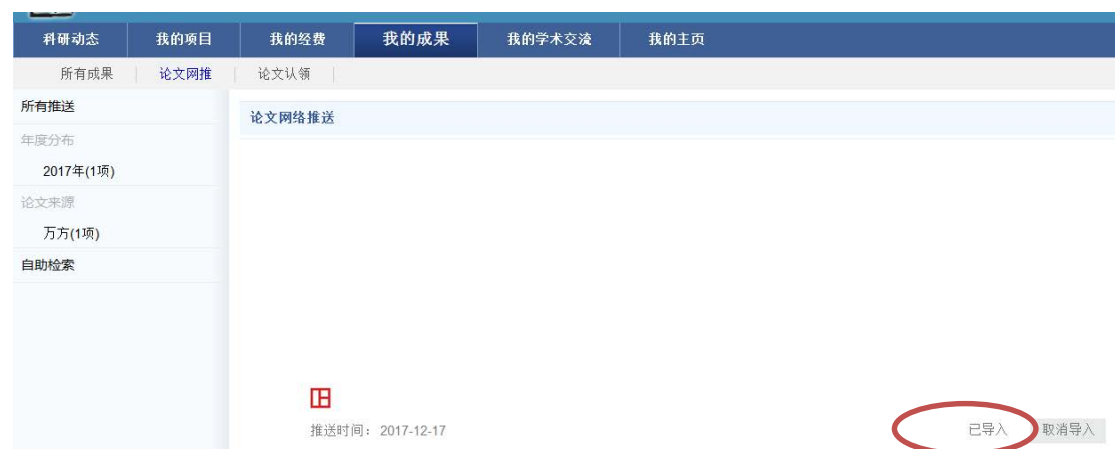 科研动态 我的项目 我的经费 我的成果 我的学术交流 我的主页
所有成果 论文网推 论文认领
所有推送
论文网络推送
年度分布
2017年(1项)
论文来源
万方(1项)
自助检索
推送时间： 2017-12-17 已导入 取消导入